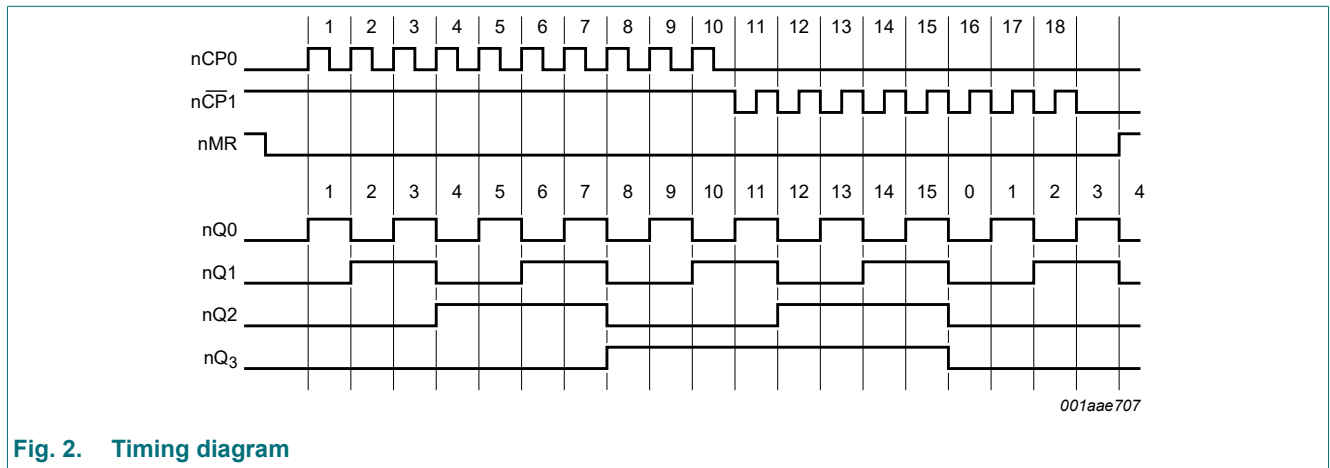 1 2 3 4 5 6 7 8 9 10 11 12 13 14 15 16 17 18
nCP0
nC̅P̅1
nMR
1 2 3 4 5 6 7 8 9 10 11 12 13 14 15 0 1 2 3 4
nQ0
nQ1
nQ2
nQ3
001aae707
Fig. 2. Timing diagram